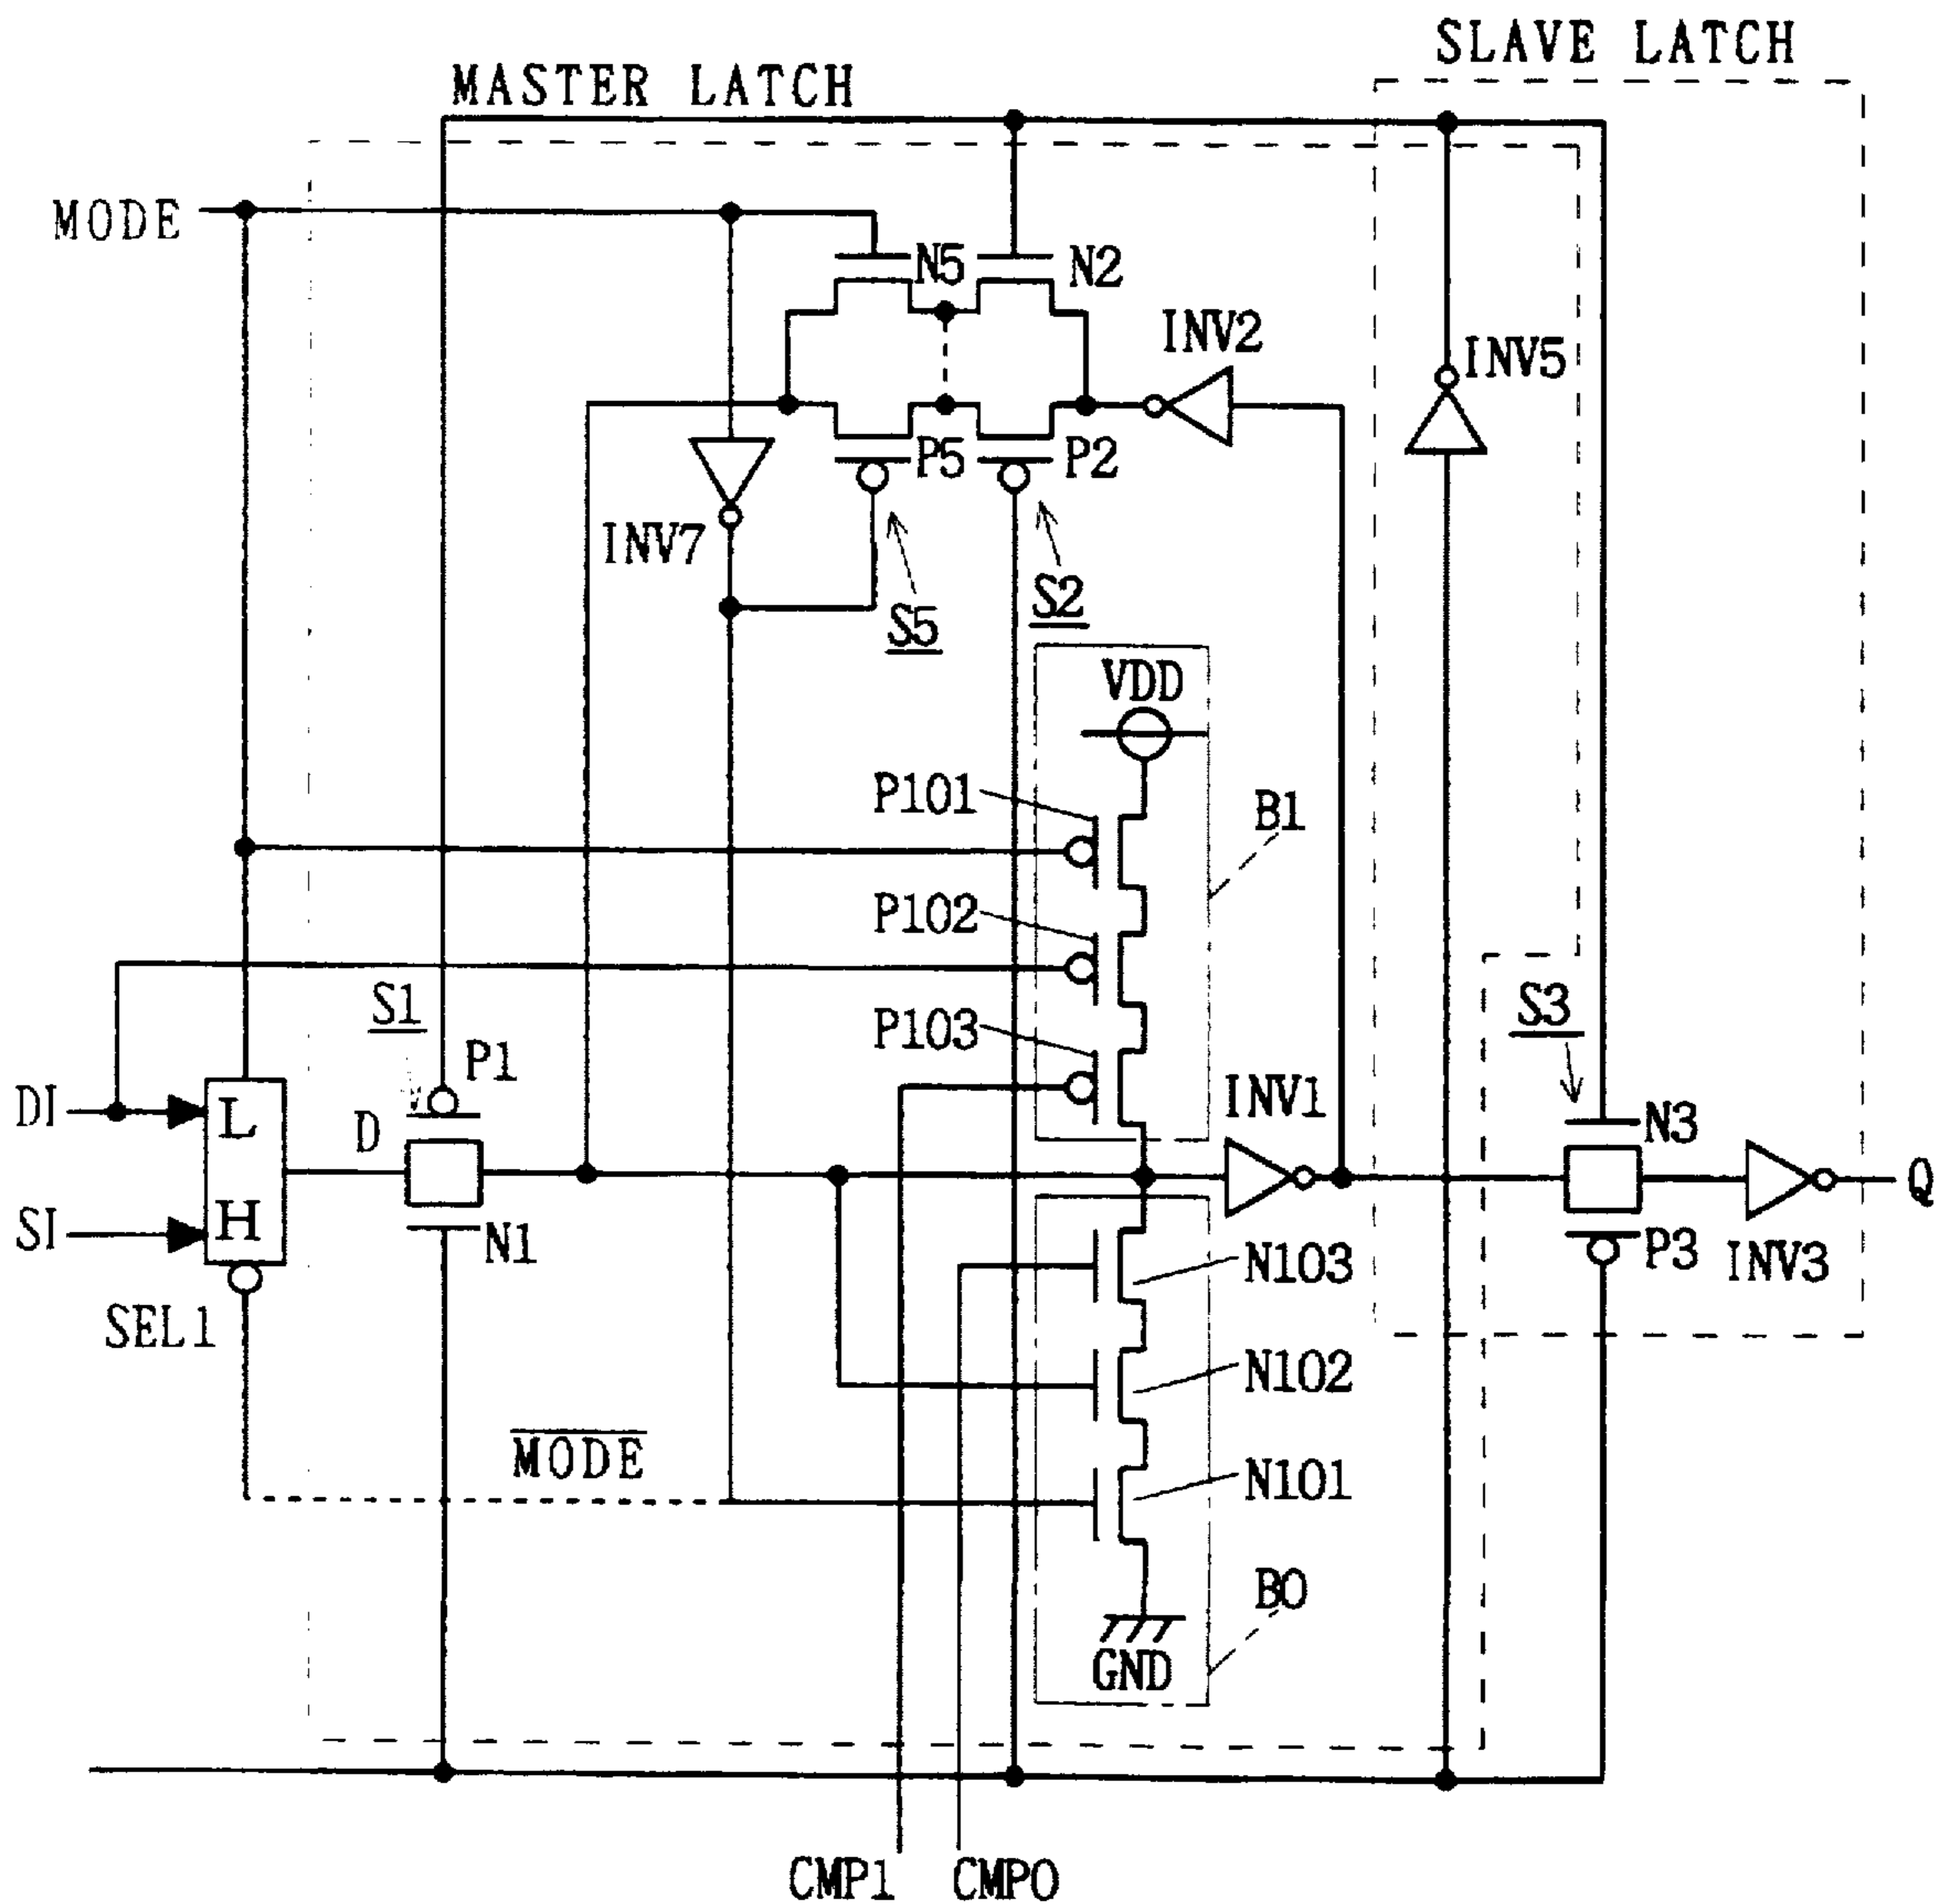 SLAVE LATCH
MASTER LATCH
MODE
N5
N2
INV2
INV5
P5
P2
INV7
S5
S2
VDD
P101
B1
P102
S1
P103
S3
P1
DI
L
D
INV1
N3
Q
SI
H
N1
N103
P3
INV3
SEL1
N102
MODE
N101
B0
GND
CMP1
CMP0